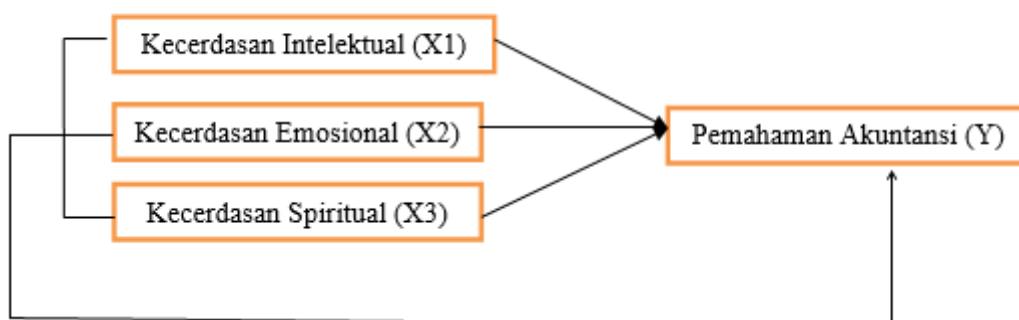 Kecerdasan Intelektual (X1)
Kecerdasan Emosional (X2)
Pemahaman Akuntansi (Y)
Kecerdasan Spiritual (X3)